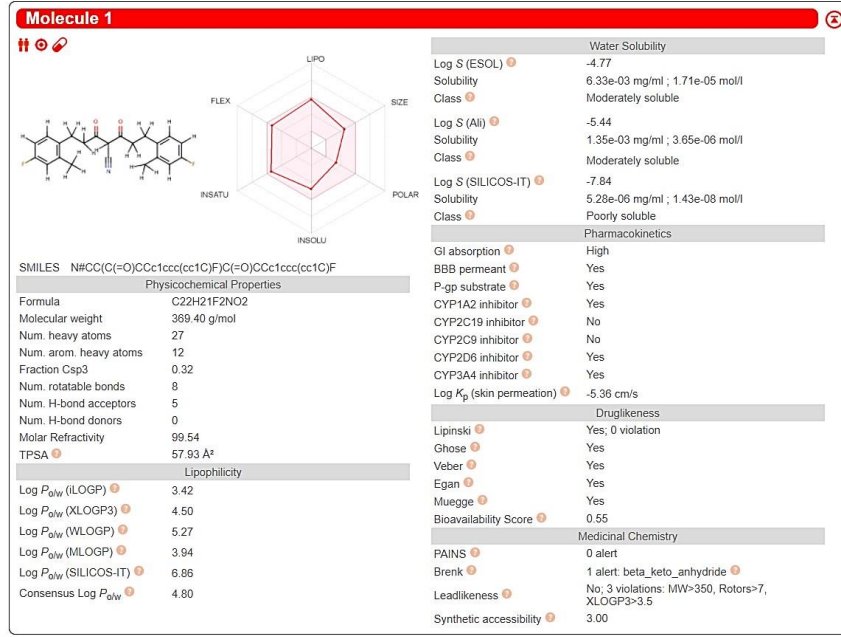 Molecule 1
LIPO
FLEX
SIZE
INSATU
POLAR
INSOLU
SMILES N#CC(C(=O)CCc1ccc(cc1C)F)C(=O)CCc1ccc(cc1C)F
Physicochemical Properties
Formula C22H21F2NO2
Molecular weight 369.40 g/mol
Num. heavy atoms 27
Num. arom. heavy atoms 12
Fraction Csp3 0.32
Num. rotatable bonds 8
Num. H-bond acceptors 5
Num. H-bond donors 0
Molar Refractivity 99.54
TPSA ? 57.93 Å²
Lipophilicity
Log Po/w (iLOGP) ? 3.42
Log Po/w (XLOGP3) ? 4.50
Log Po/w (WLOGP) ? 5.27
Log Po/w (MLOGP) ? 3.94
Log Po/w (SILICOS-IT) ? 6.86
Consensus Log Po/w ? 4.80
Water Solubility
Log S (ESOL) ? -4.77
Solubility 6.33e-03 mg/ml ; 1.71e-05 mol/l
Class ? Moderately soluble
Log S (Ali) ? -5.44
Solubility 1.35e-03 mg/ml ; 3.65e-06 mol/l
Class ? Moderately soluble
Log S (SILICOS-IT) ? -7.84
Solubility 5.28e-06 mg/ml ; 1.43e-08 mol/l
Class ? Poorly soluble
Pharmacokinetics
GI absorption ? High
BBB permeant ? Yes
P-gp substrate ? Yes
CYP1A2 inhibitor ? Yes
CYP2C19 inhibitor ? No
CYP2C9 inhibitor ? No
CYP2D6 inhibitor ? Yes
CYP3A4 inhibitor ? Yes
Log Kp (skin permeation) ? -5.36 cm/s
Druglikeness
Lipinski ? Yes; 0 violation
Ghose ? Yes
Veber ? Yes
Egan ? Yes
Muegge ? Yes
Bioavailability Score ? 0.55
Medicinal Chemistry
PAINS ? 0 alert
Brenk ? 1 alert: beta_keto_anhydride ?
Leadlikeness ? No; 3 violations: MW>350, Rotors>7,
XLOGP3>3.5
Synthetic accessibility ? 3.00